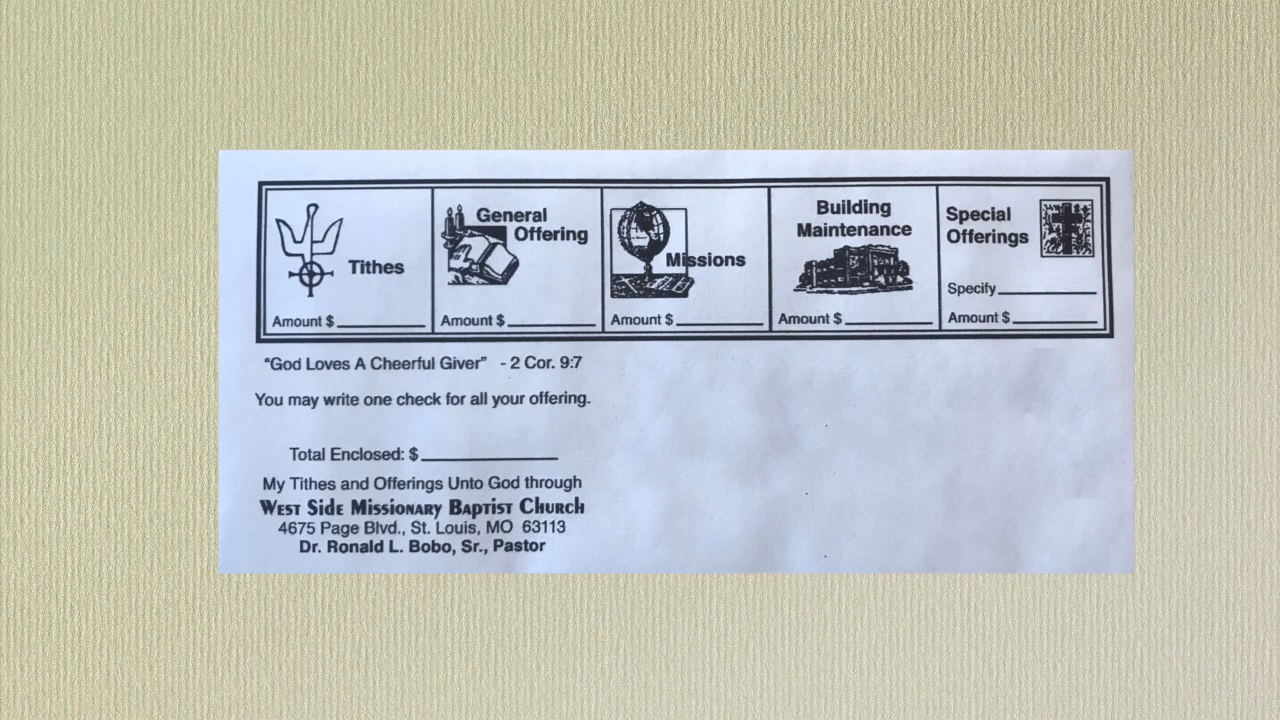 Tithes
Amount $
General
Offering
Amount $
Missions
Amount $
Building
Maintenance
Amount $
Special
Offerings
Specify
Amount $
“God Loves A Cheerful Giver” - 2 Cor. 9:7
You may write one check for all your offering.
Total Enclosed: $
My Tithes and Offerings Unto God through
West Side Missionary Baptist Church
4675 Page Blvd., St. Louis, MO 63113
Dr. Ronald L. Bobo, Sr., Pastor